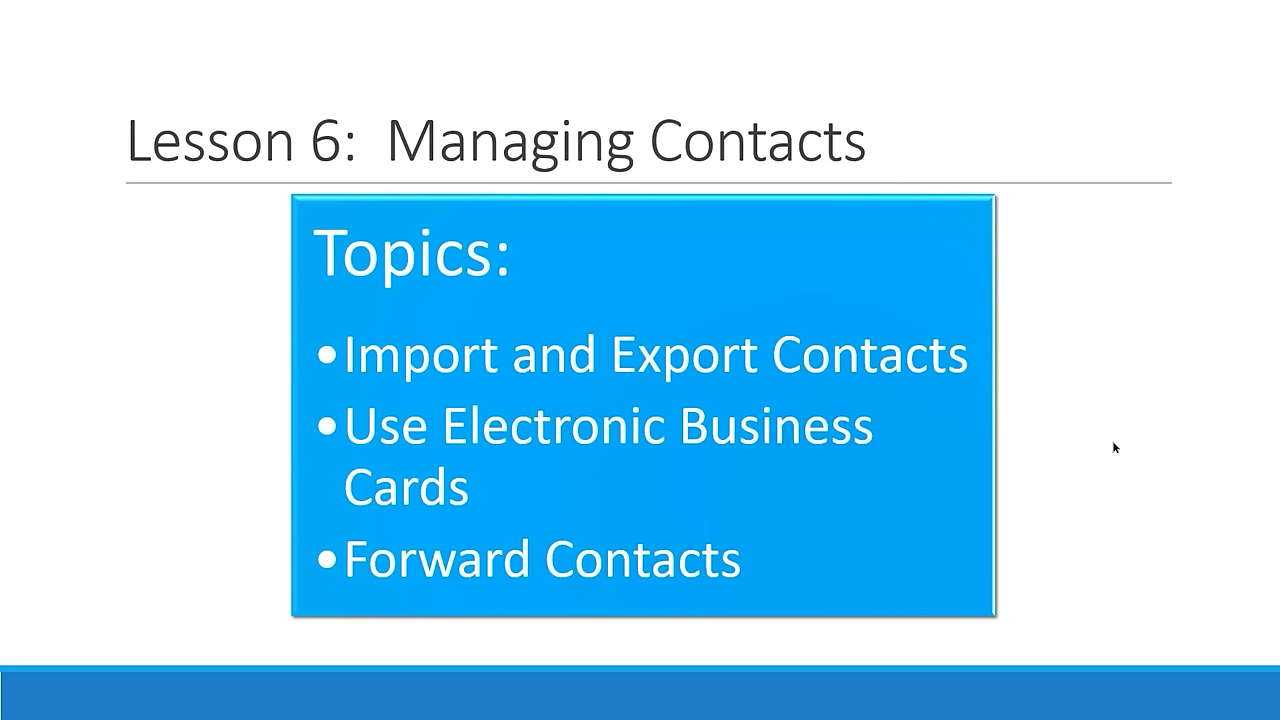 Lesson 6:  Managing Contacts
Topics:
•Import and Export Contacts
•Use Electronic Business
Cards
•Forward Contacts